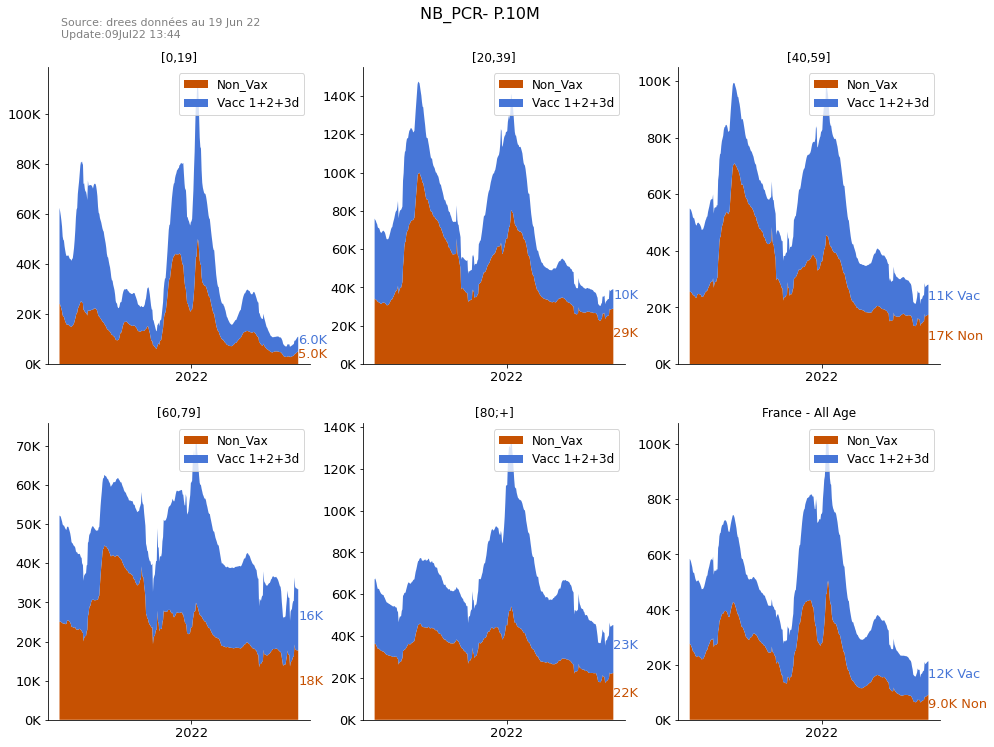 NB_PCR- P.10M
Source: drees données au 19 Jun 22
Update:09Jul22 13:44
[0,19]
Non_Vax
Vacc 1+2+3d
100K
80K
60K
40K
20K
0K
2022
6.0K
5.0K
[20,39]
Non_Vax
Vacc 1+2+3d
140K
120K
100K
80K
60K
40K
20K
0K
2022
10K
29K
[40,59]
Non_Vax
Vacc 1+2+3d
100K
80K
60K
40K
20K
0K
2022
11K Vac
17K Non
[60,79]
Non_Vax
Vacc 1+2+3d
70K
60K
50K
40K
30K
20K
10K
0K
2022
16K
18K
[80;+]
Non_Vax
Vacc 1+2+3d
140K
120K
100K
80K
60K
40K
20K
0K
2022
23K
22K
France - All Age
Non_Vax
Vacc 1+2+3d
100K
80K
60K
40K
20K
0K
2022
12K Vac
9.0K Non